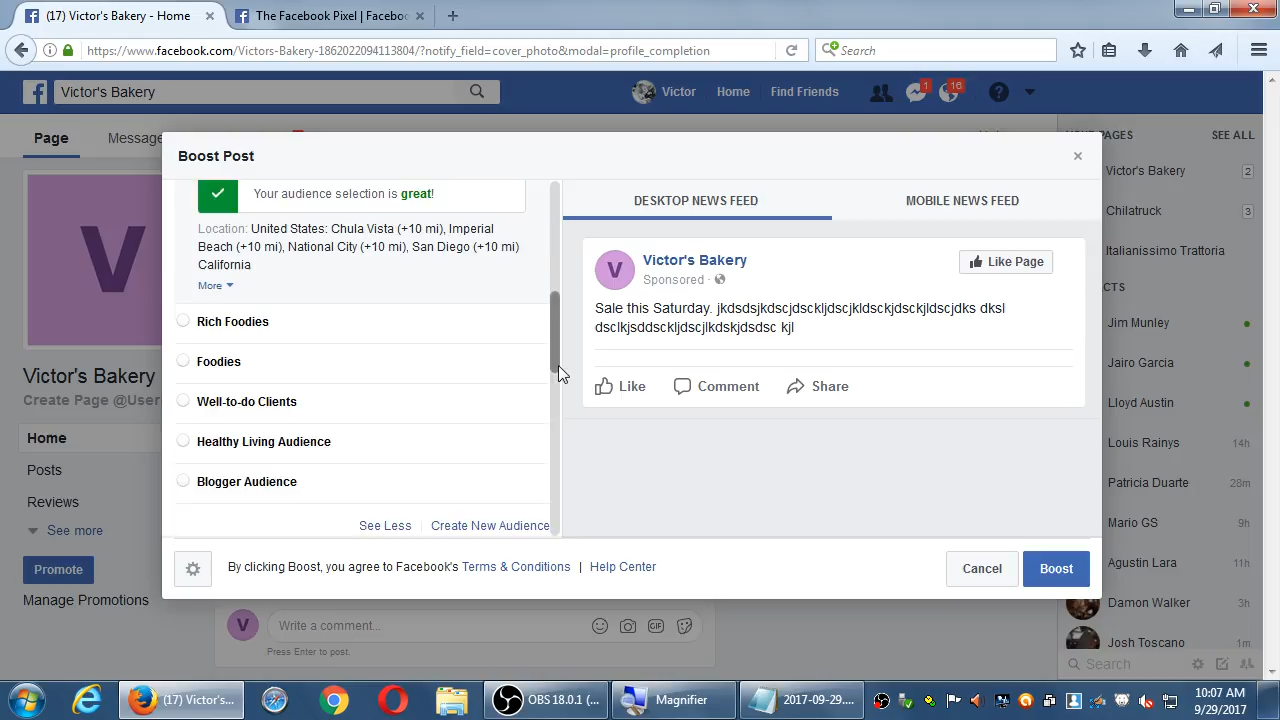 (17) Victor's Bakery - Home
The Facebook Pixel | Facebo
https://www.facebook.com/Victors-Bakery-1862022094113804/?notify_field=cover_photo&modal=profile_completion
Search
Victor's Bakery
Victor
Home
Find Friends
1
16
Page
Message
PAGES
SEE ALL
Boost Post
Your audience selection is great!
Location: United States: Chula Vista (+10 mi), Imperial
Beach (+10 mi), National City (+10 mi), San Diego (+10 mi)
California
More
Rich Foodies
Foodies
Well-to-do Clients
Healthy Living Audience
Blogger Audience
See Less
Create New Audience
DESKTOP NEWS FEED
MOBILE NEWS FEED
V
Victor's Bakery
Sponsored ·
Like Page
Sale this Saturday. jkdsdsjkdscjdsckljdscjkldsckjdsckjldscjdks dksl
dsclkjsddsckljdscjlkdskjdsdsc kjl
Like
Comment
Share
By clicking Boost, you agree to Facebook's Terms & Conditions | Help Center
Cancel
Boost
V
Victor's Bakery
Create Page @User
Home
Posts
Reviews
See more
Promote
Manage Promotions
V
Write a comment...
GIF
Press Enter to post.
Victor's Bakery
2
Chilatruck
3
Italianissimo Trattoria
Jim Munley
Jairo Garcia
Lloyd Austin
Louis Rainys
14h
Patricia Duarte
28m
Mario GS
9h
Agustin Lara
11h
Damon Walker
3h
Josh Toscano
1m
Search
(17) Victor's...
OBS 18.0.1 (...
Magnifier
2017-09-29....
10:07 AM
9/29/2017